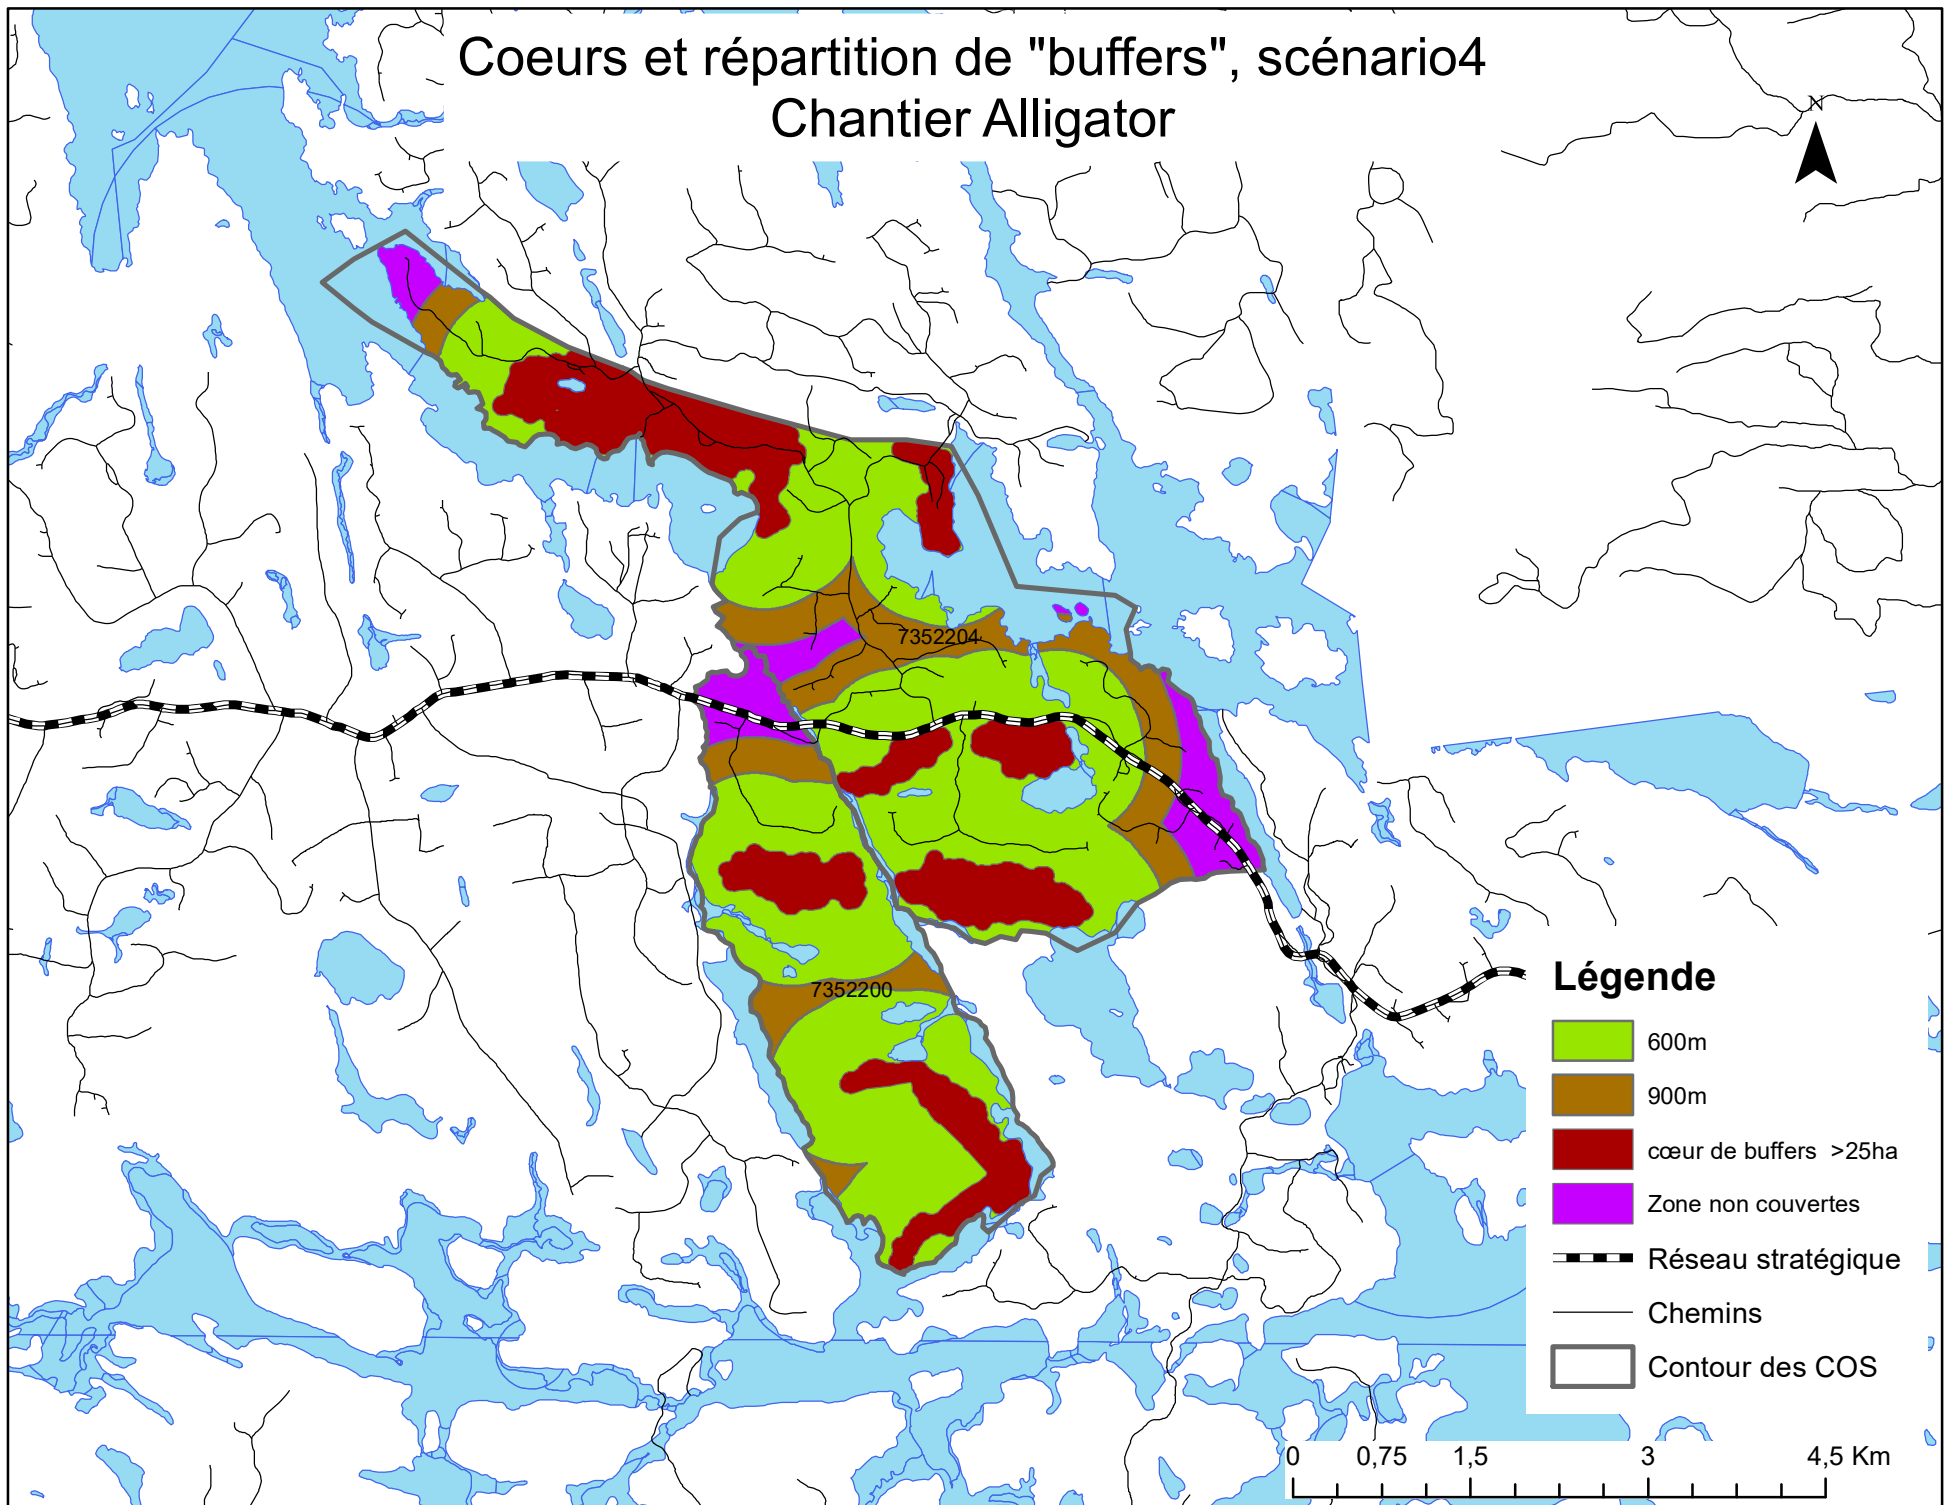 Coeurs et répartition de "buffers", scénario4
Chantier Alligator
N
7352204
7352200
Légende
600m
900m
cœur de buffers >25ha
Zone non couvertes
Réseau stratégique
Chemins
Contour des COS
0 0,75 1,5 3 4,5 Km